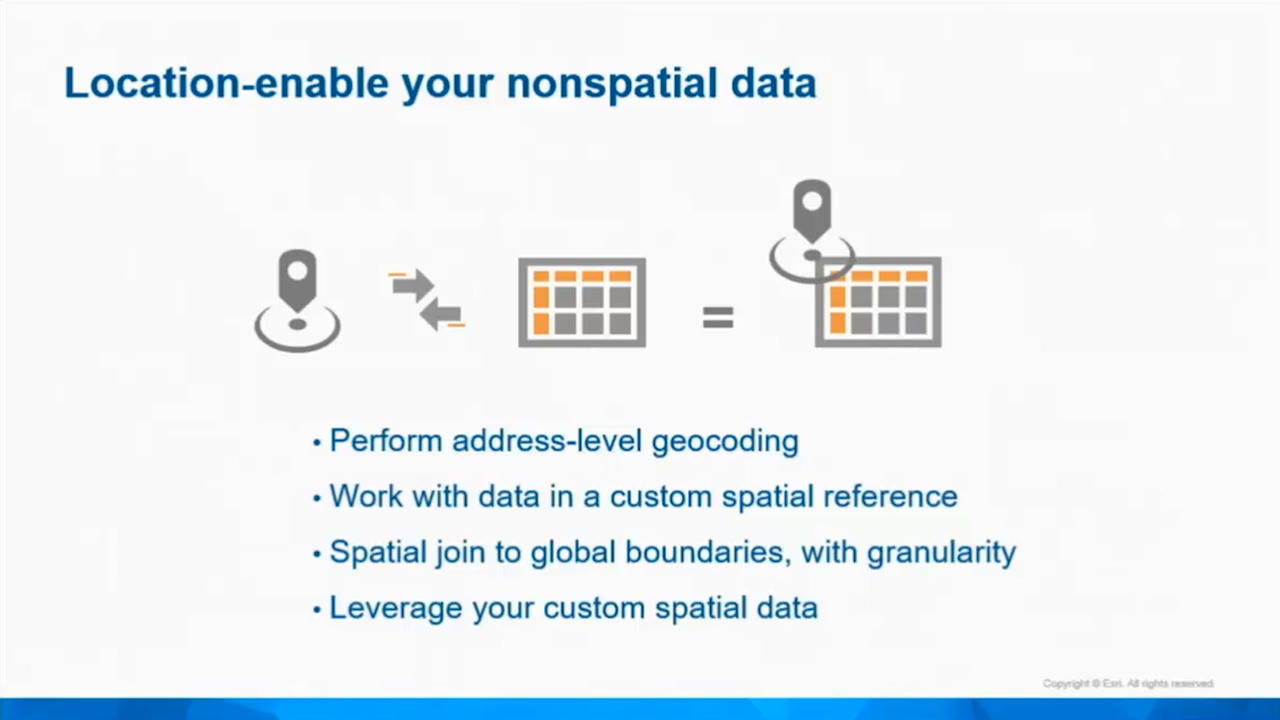 Location-enable your nonspatial data
=
• Perform address-level geocoding
• Work with data in a custom spatial reference
• Spatial join to global boundaries, with granularity
• Leverage your custom spatial data
Copyright © Esri. All rights reserved.